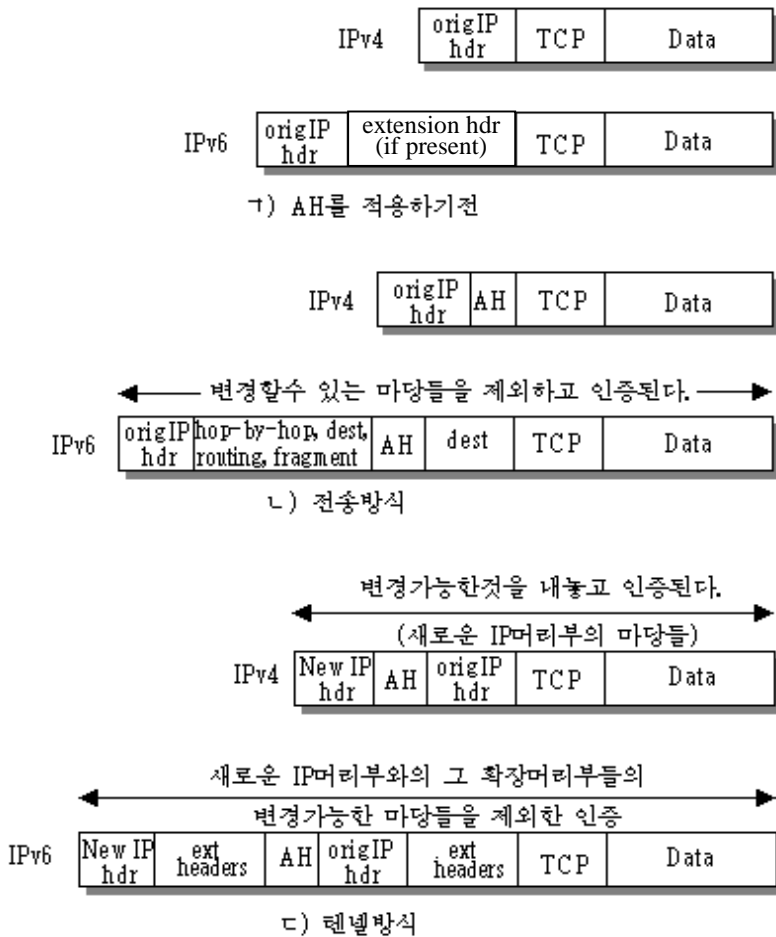 IPv4 origIP hdr TCP Data
IPv6 origIP hdr extension hdr (if present) TCP Data
ㄱ) AH를 적용하기전
IPv4 origIP hdr AH TCP Data
변경할수 있는 마당들을 제외하고 인증된다.
IPv6 origIP hdr hop-by-hop, dest, routing, fragment AH dest TCP Data
ㄴ) 전송방식
변경가능한것을 내놓고 인증된다.
(새로운 IP머리부의 마당들)
IPv4 New IP hdr AH origIP hdr TCP Data
새로운 IP머리부와의 그 확장머리부들의
변경가능한 마당들을 제외한 인증
IPv6 New IP hdr ext headers AH origIP hdr ext headers TCP Data
ㄷ) 텐넬방식